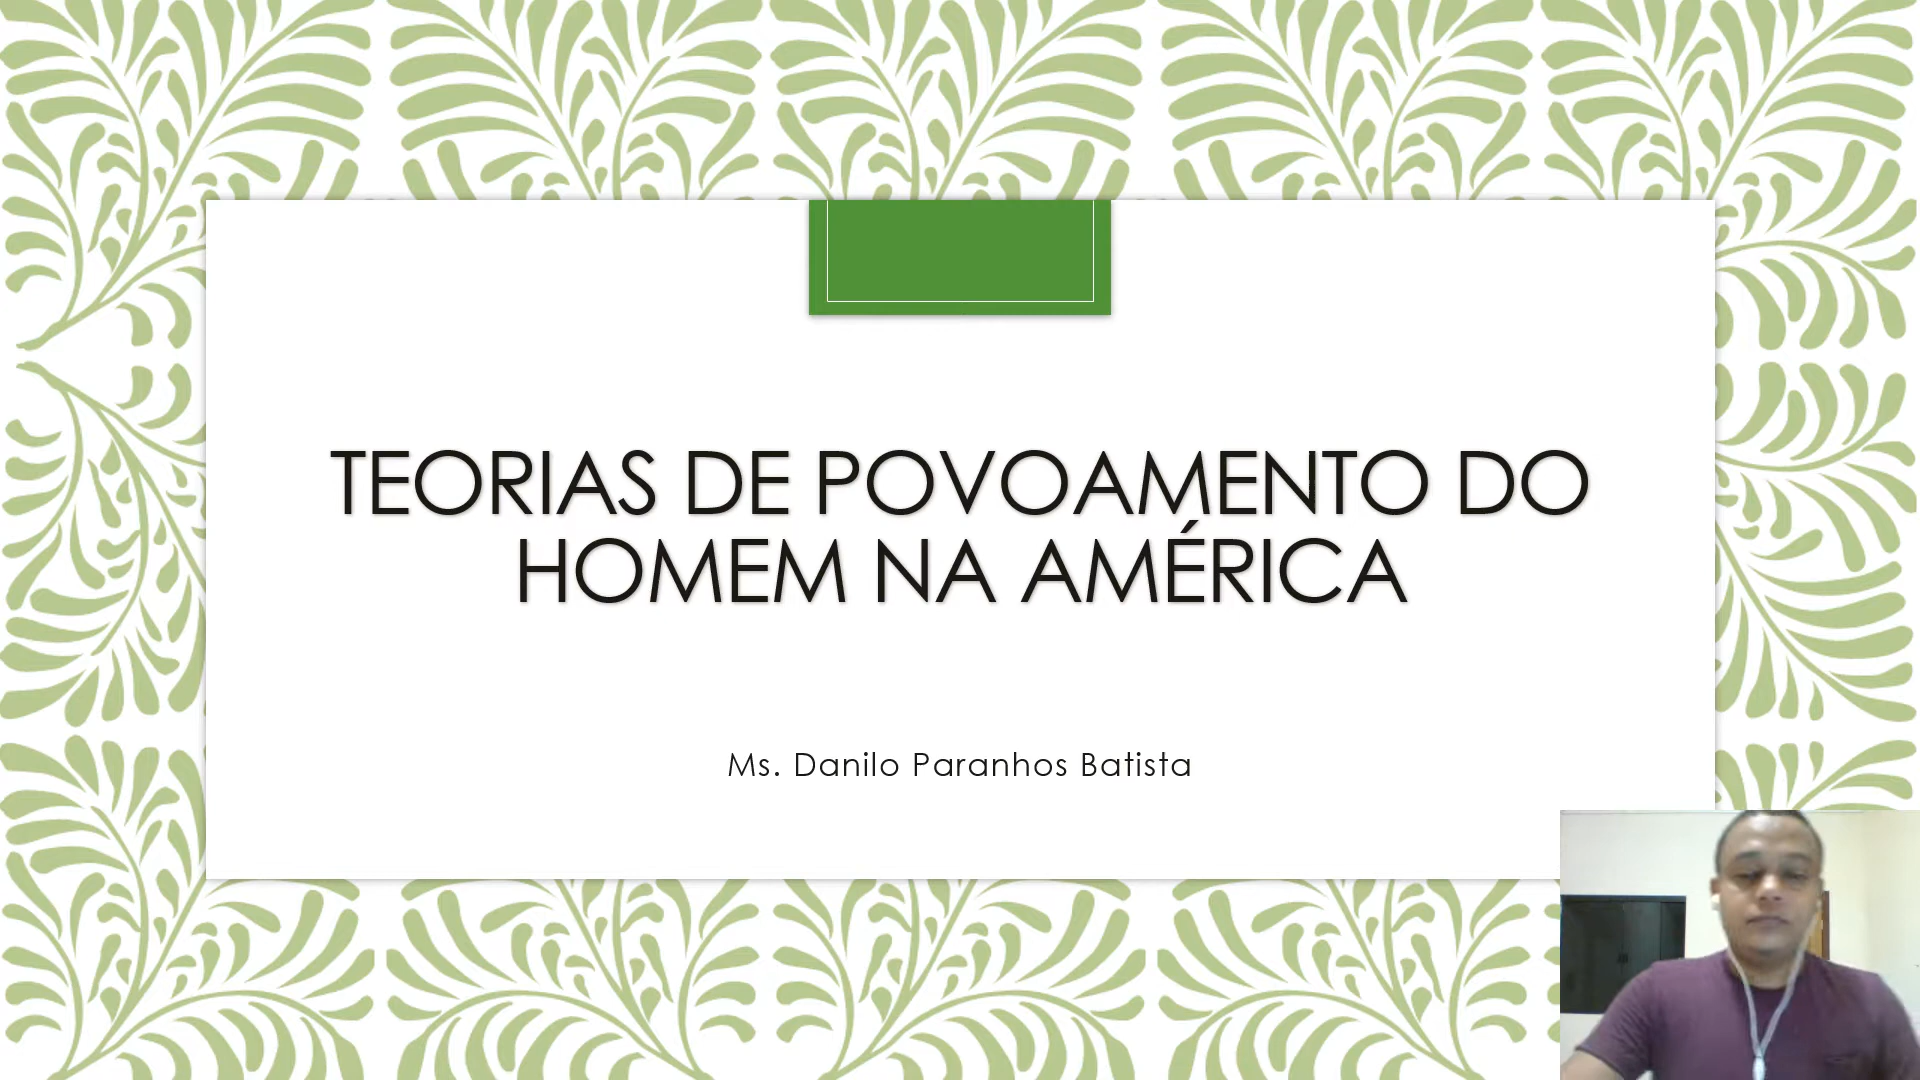 TEORIAS DE POVOAMENTO DO
HOMEM NA AMÉRICA
Ms. Danilo Paranhos Batista